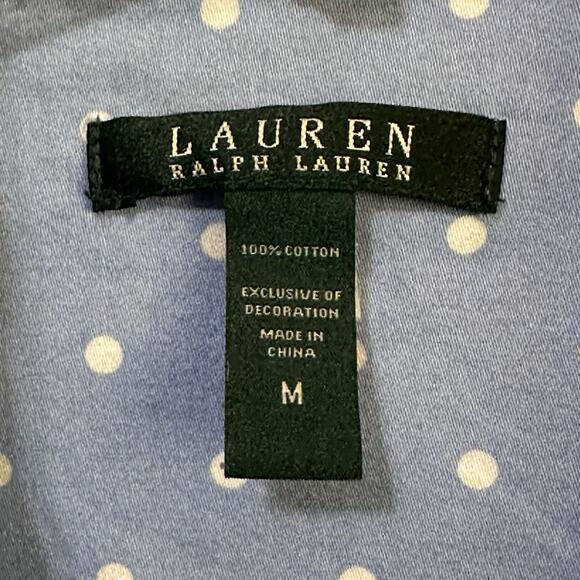 LAUREN
RALPH LAUREN
100% COTTON
EXCLUSIVE OF
DECORATION
MADE IN
CHINA
M